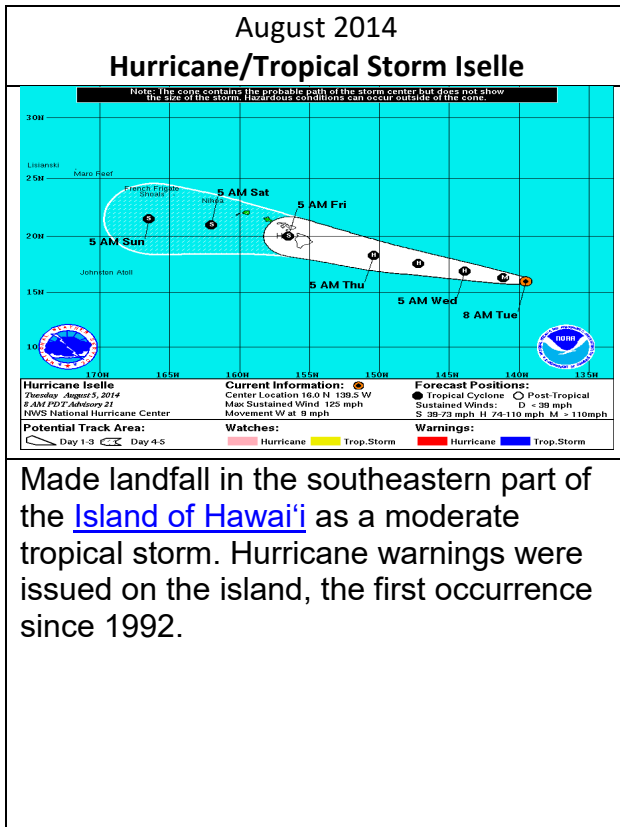 August 2014
Hurricane/Tropical Storm Iselle
Note: The cone contains the probable path of the storm center but does not show
the size of the storm. Hazardous conditions can occur outside of the cone.
30N
Lisianski
Maro Reef
25N
French Frigate
Shoals
Nihoa
5 AM Sat
5 AM Fri
S
S
H
S
20N
5 AM Sun
H
H
H
M
5 AM Thu
Johnston Atoll
5 AM Wed
15N
8 AM Tue
NOAA
10
170W 165W 160W 155W 150W 145W 140W 135W
Hurricane Iselle
Tuesday August 5, 2014
8 AM PDT Advisory 21
NWS National Hurricane Center
Current Information:
Center Location 16.0 N 139.5 W
Max Sustained Wind 125 mph
Movement W at 9 mph
Forecast Positions:
Tropical Cyclone Post-Tropical
Sustained Winds: D < 39 mph
S 39-73 mph H 74-110 mph M > 110mph
Potential Track Area:
Day 1-3 Day 4-5
Watches:
Hurricane Trop.Storm
Warnings:
Hurricane Trop.Storm
Made landfall in the southeastern part of
the Island of Hawaiʻi as a moderate
tropical storm. Hurricane warnings were
issued on the island, the first occurrence
since 1992.